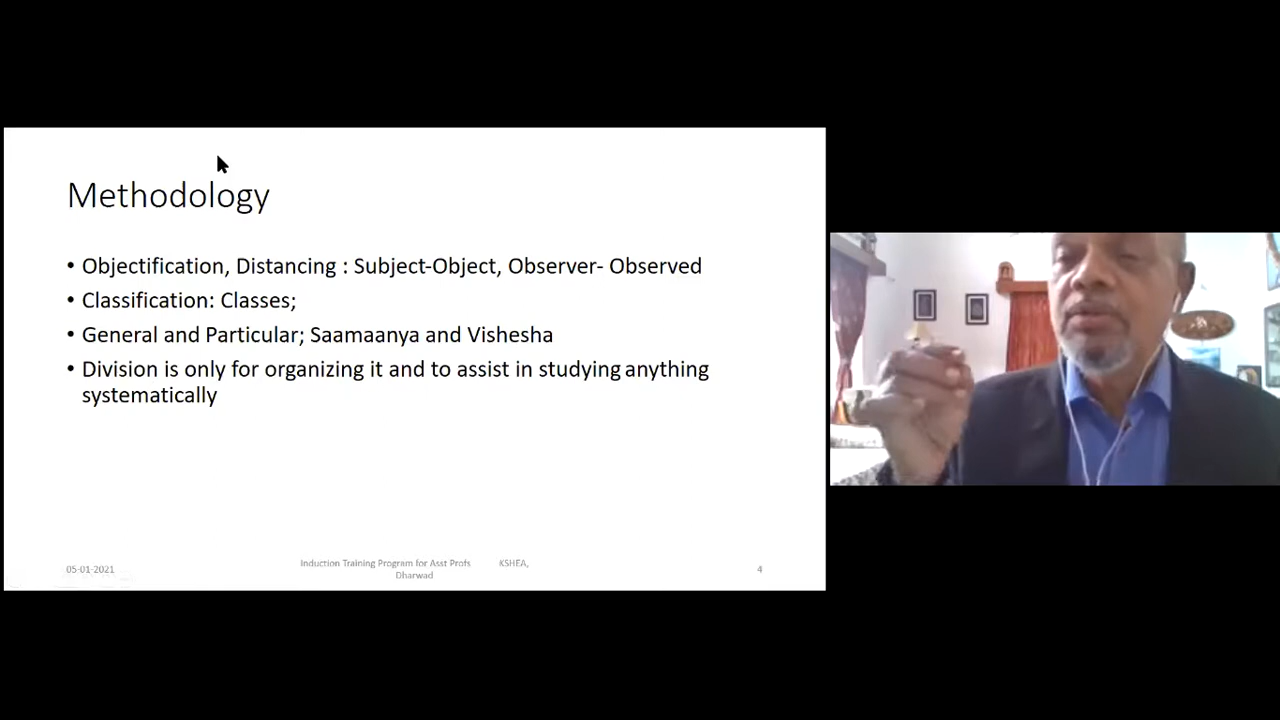 Methodology
• Objectification, Distancing : Subject-Object, Observer- Observed
• Classification: Classes;
• General and Particular; Saamaanya and Vishesha
• Division is only for organizing it and to assist in studying anything
systematically
05-01-2021
Induction Training Program for Asst Profs KSHEA,
Dharwad
4